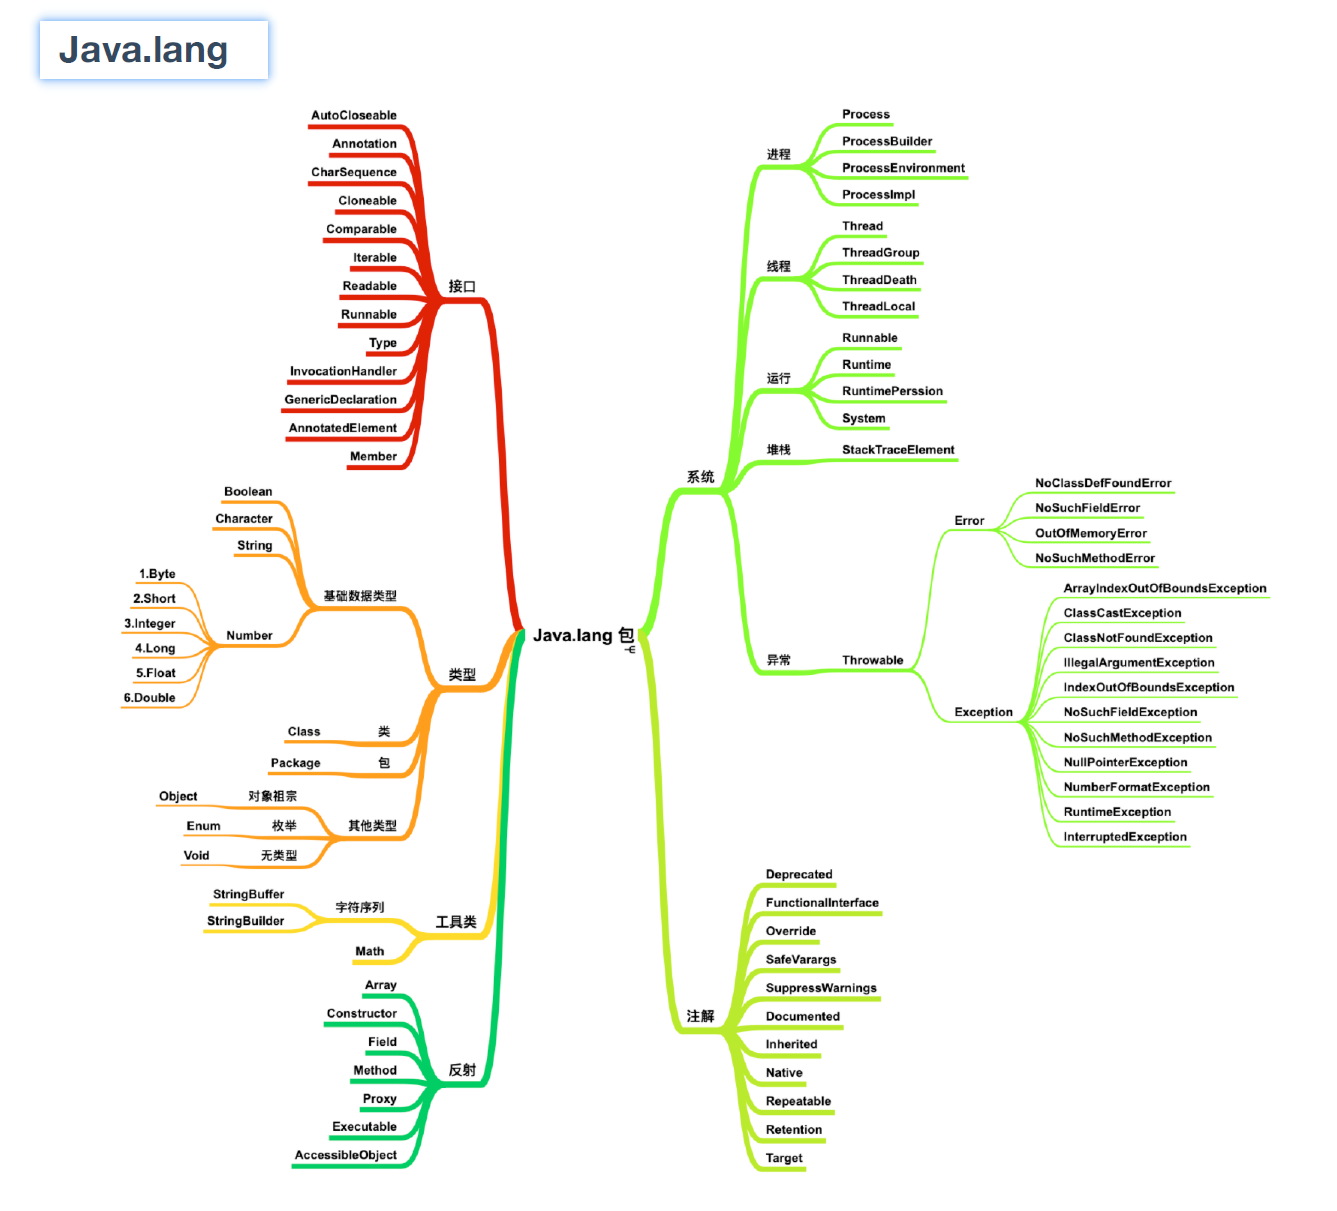 Java.lang
AutoCloseable
Annotation
CharSequence
Cloneable
Comparable
Iterable
Readable
Runnable
Type
InvocationHandler
GenericDeclaration
AnnotatedElement
Member
接口
Boolean
Character
String
1.Byte
2.Short
3.Integer
4.Long
5.Float
6.Double
Number
基础数据类型
Class
类
Package
包
Object
对象祖宗
Enum
枚举
Void
无类型
其他类型
类型
StringBuffer
StringBuilder
字符序列
Math
工具类
Array
Constructor
Field
Method
Proxy
Executable
AccessibleObject
反射
Java.lang 包
系统
进程
Process
ProcessBuilder
ProcessEnvironment
ProcessImpl
线程
Thread
ThreadGroup
ThreadDeath
ThreadLocal
运行
Runnable
Runtime
RuntimePerssion
System
堆栈
StackTraceElement
异常
Throwable
Error
NoClassDefFoundError
NoSuchFieldError
OutOfMemoryError
NoSuchMethodError
Exception
ArrayIndexOutOfBoundsException
ClassCastException
ClassNotFoundException
IllegalArgumentException
IndexOutOfBoundsException
NoSuchFieldException
NoSuchMethodException
NullPointerException
NumberFormatException
RuntimeException
InterruptedException
注解
Deprecated
FunctionalInterface
Override
SafeVarargs
SuppressWarnings
Documented
Inherited
Native
Repeatable
Retention
Target